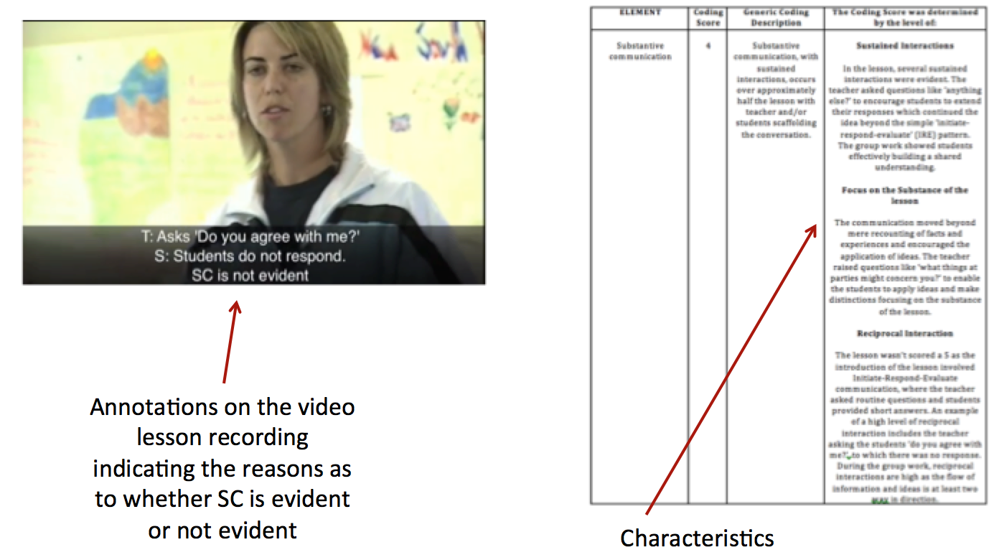 South
T: Asks 'Do you agree with me?'
S: Students do not respond.
SC is not evident
Annotations on the video
lesson recording
indicating the reasons as
to whether SC is evident
or not evident
ELEMENT
Coding
Score
Generic Coding
Description
The Coding Score was determined
by the level of:
Substantive
communication
4
Substantive
communication, with
sustained
interactions, occurs
over approximately
half the lesson with
teacher and/or
students scaffolding
the conversation.
Sustained Interactions
In the lesson, several sustained
interactions were evident. The
teacher asked questions like 'anything
else?' to encourage students to extend
their responses which continued the
idea beyond the simple 'initiate-
respond-evaluate' (IRE) pattern.
The group work showed students
effectively building a shared
understanding.
Focus on the Substance of the
lesson
The communication moved beyond
mere recounting of facts and
experiences and encouraged the
application of ideas. The teacher
raised questions like 'what things at
parties might concern you?' to enable
the students to apply ideas and make
distinctions focusing on the substance
of the lesson.
Reciprocal Interaction
The lesson wasn't scored a 5 as the
introduction of the lesson involved
Initiate-Respond-Evaluate
communication, where the teacher
asked routine questions and students
provided short answers. An example
of a high level of reciprocal
interaction includes the teacher
asking the students 'do you agree with
me?', to which there was no response.
During the group work, reciprocal
interactions are high as the flow of
information and ideas is at least two
way in direction.
Characteristics